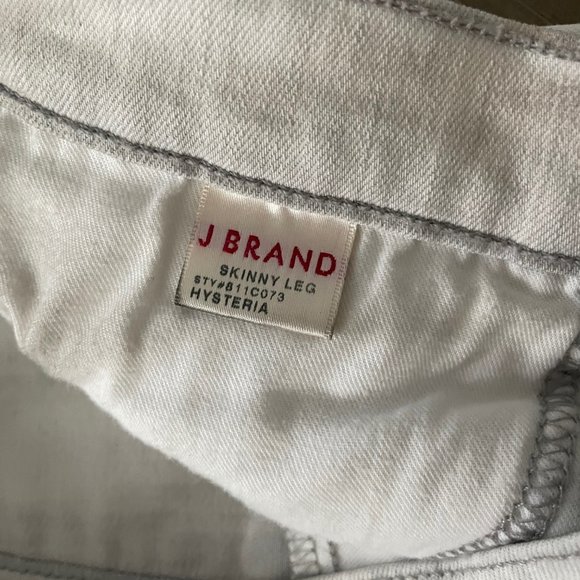 J BRAND
SKINNY LEG
STY#811C073
HYSTERIA